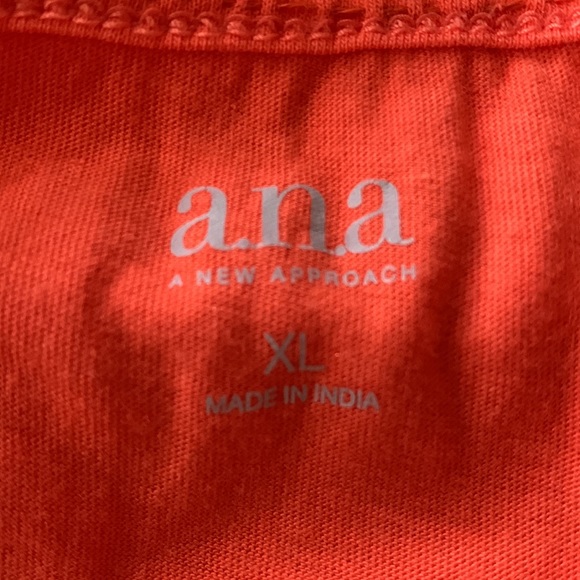 a.n.a
A NEW APPROACH
XL
MADE IN INDIA